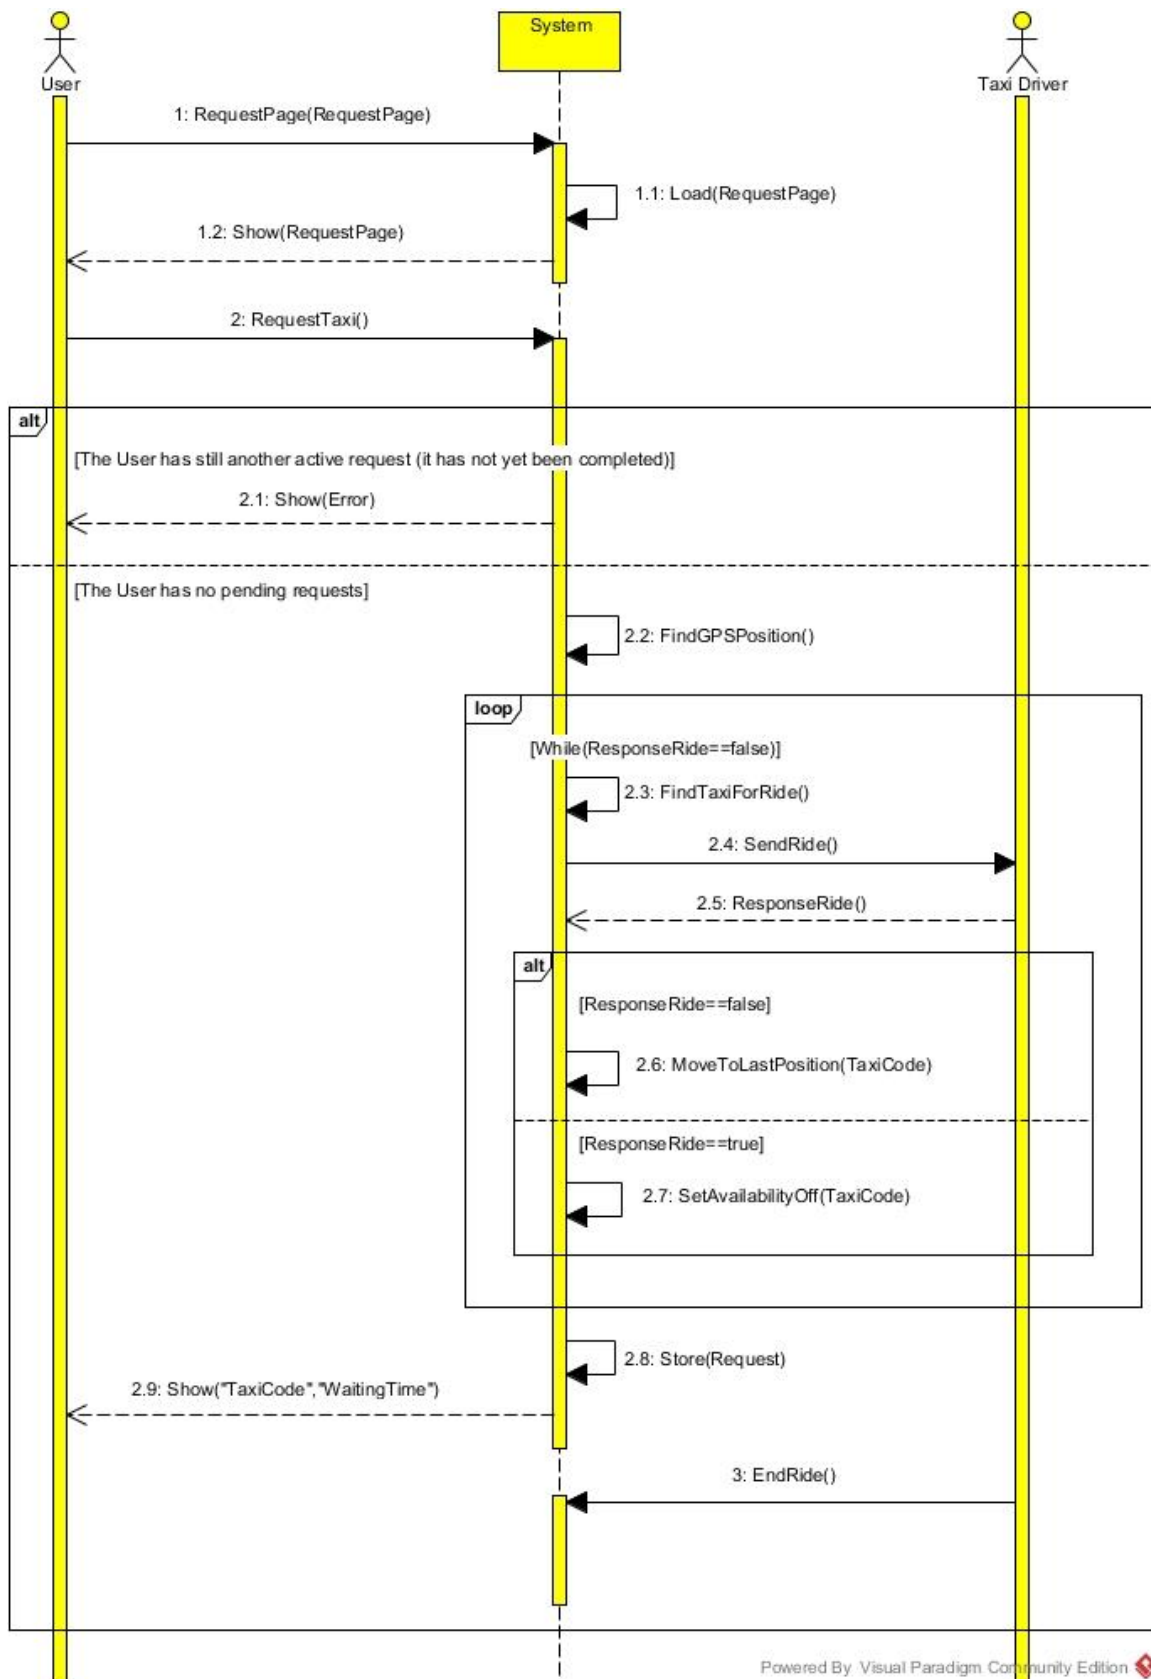 System
User
Taxi Driver
1: RequestPage(RequestPage)
1.1: Load(RequestPage)
1.2: Show(RequestPage)
2: RequestTaxi()
alt
[The User has still another active request (it has not yet been completed)]
2.1: Show(Error)
[The User has no pending requests]
2.2: FindGPSPosition()
loop
[While(ResponseRide==false)]
2.3: FindTaxiForRide()
2.4: SendRide()
2.5: ResponseRide()
alt
[ResponseRide==false]
2.6: MoveToLastPosition(TaxiCode)
[ResponseRide==true]
2.7: SetAvailabilityOff(TaxiCode)
2.8: Store(Request)
2.9: Show("TaxiCode","WaitingTime")
3: EndRide()
Powered By Visual Paradigm Community Edition